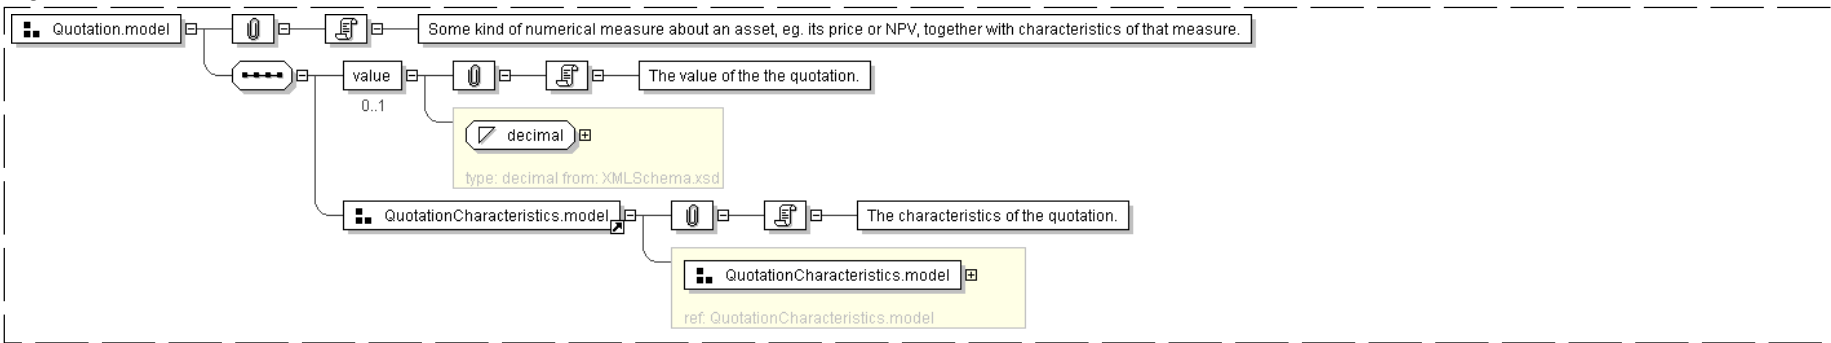 Quotation.model
Some kind of numerical measure about an asset, eg. its price or NPV, together with characteristics of that measure.
value
The value of the the quotation.
0..1
decimal
type: decimal from: XMLSchema.xsd
QuotationCharacteristics.model
The characteristics of the quotation.
QuotationCharacteristics.model
ref: QuotationCharacteristics.model